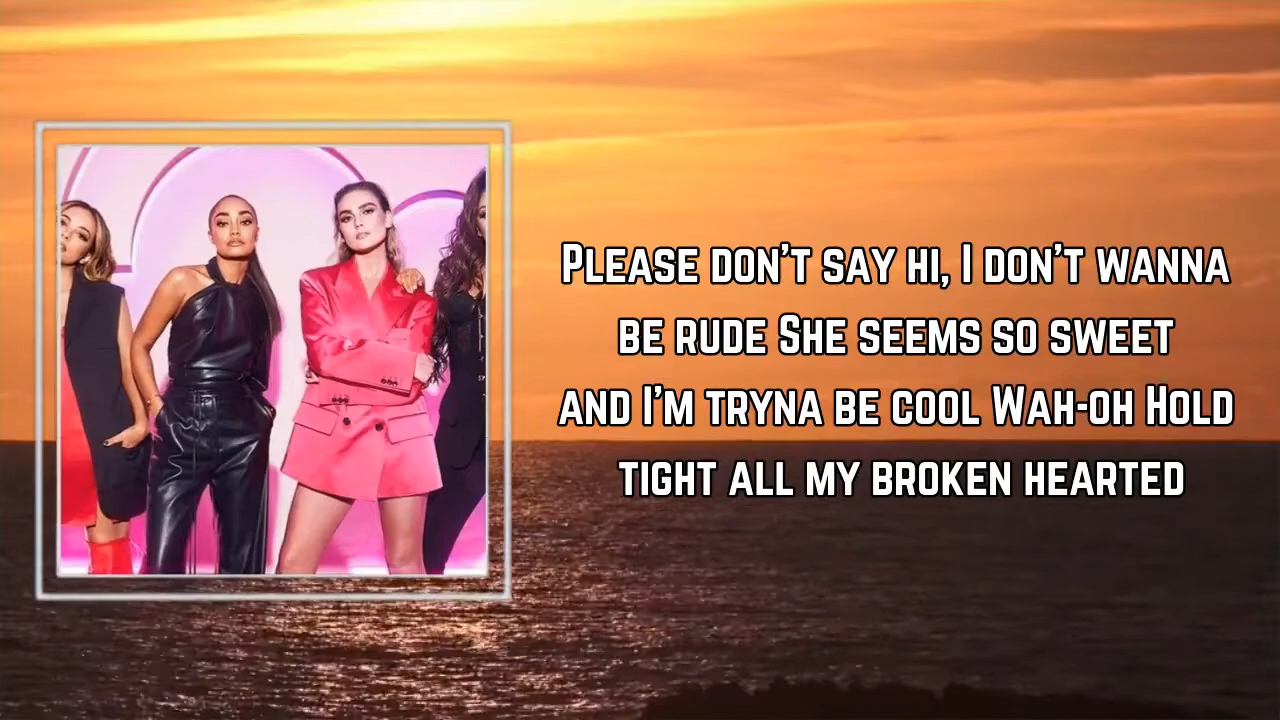 Please don't say hi, I don't wanna
be rude She seems so sweet
and I'm tryna be cool Wah-oh Hold
tight all my broken hearted